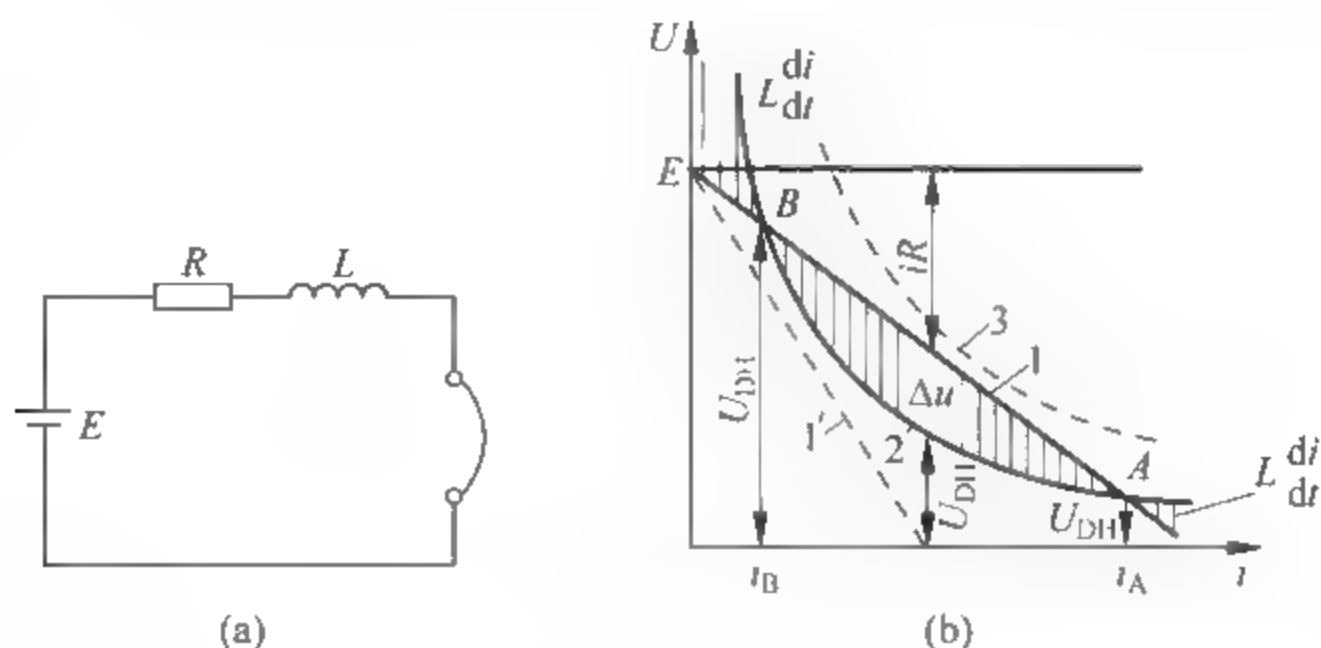 R
L
E
(a)
U
L di/dt
E
B
iR
3
1
U_DH
Δu
1'
2
U_DH
A
U_DH
L di/dt
i_B
i_A
i
(b)